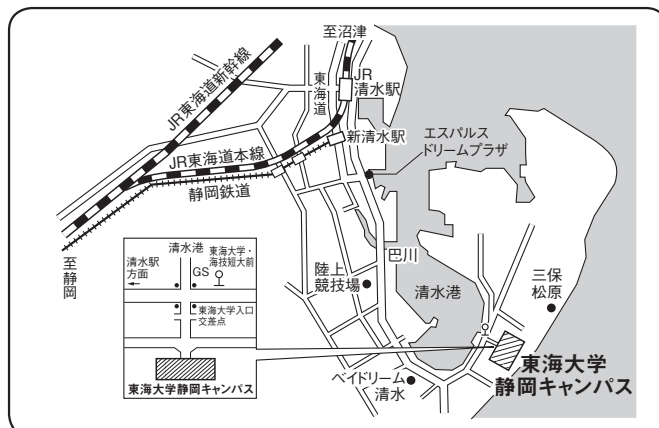 至沼津
JR東海道新幹線
東海道
JR
清水駅
新清水駅
エスパルス
ドリームプラザ
JR東海道本線
静岡鉄道
至静岡
清水港
清水駅
方面
GS
東海大学・
海技短大前
東海大学入口
交差点
東海大学静岡キャンパス
陸上
競技場
巴川
清水港
三保
松原
ベイドリーム
清水
東海大学
静岡キャンパス